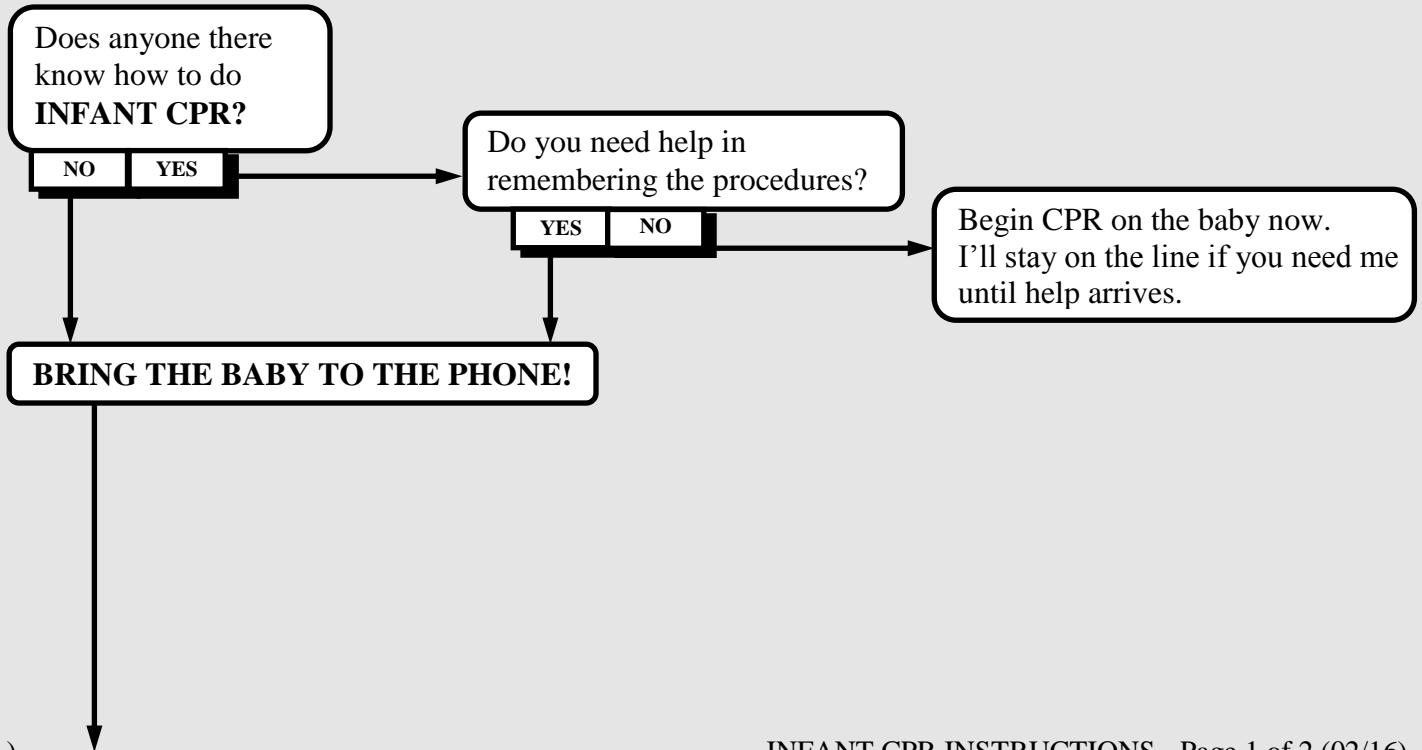 Does anyone there
know how to do
INFANT CPR?
NO YES
Do you need help in
remembering the procedures?
YES NO
Begin CPR on the baby now.
I'll stay on the line if you need me
until help arrives.
BRING THE BABY TO THE PHONE!
) INFANT CPR INSTRUCTIONS - Page 1 of 2 (02/16)